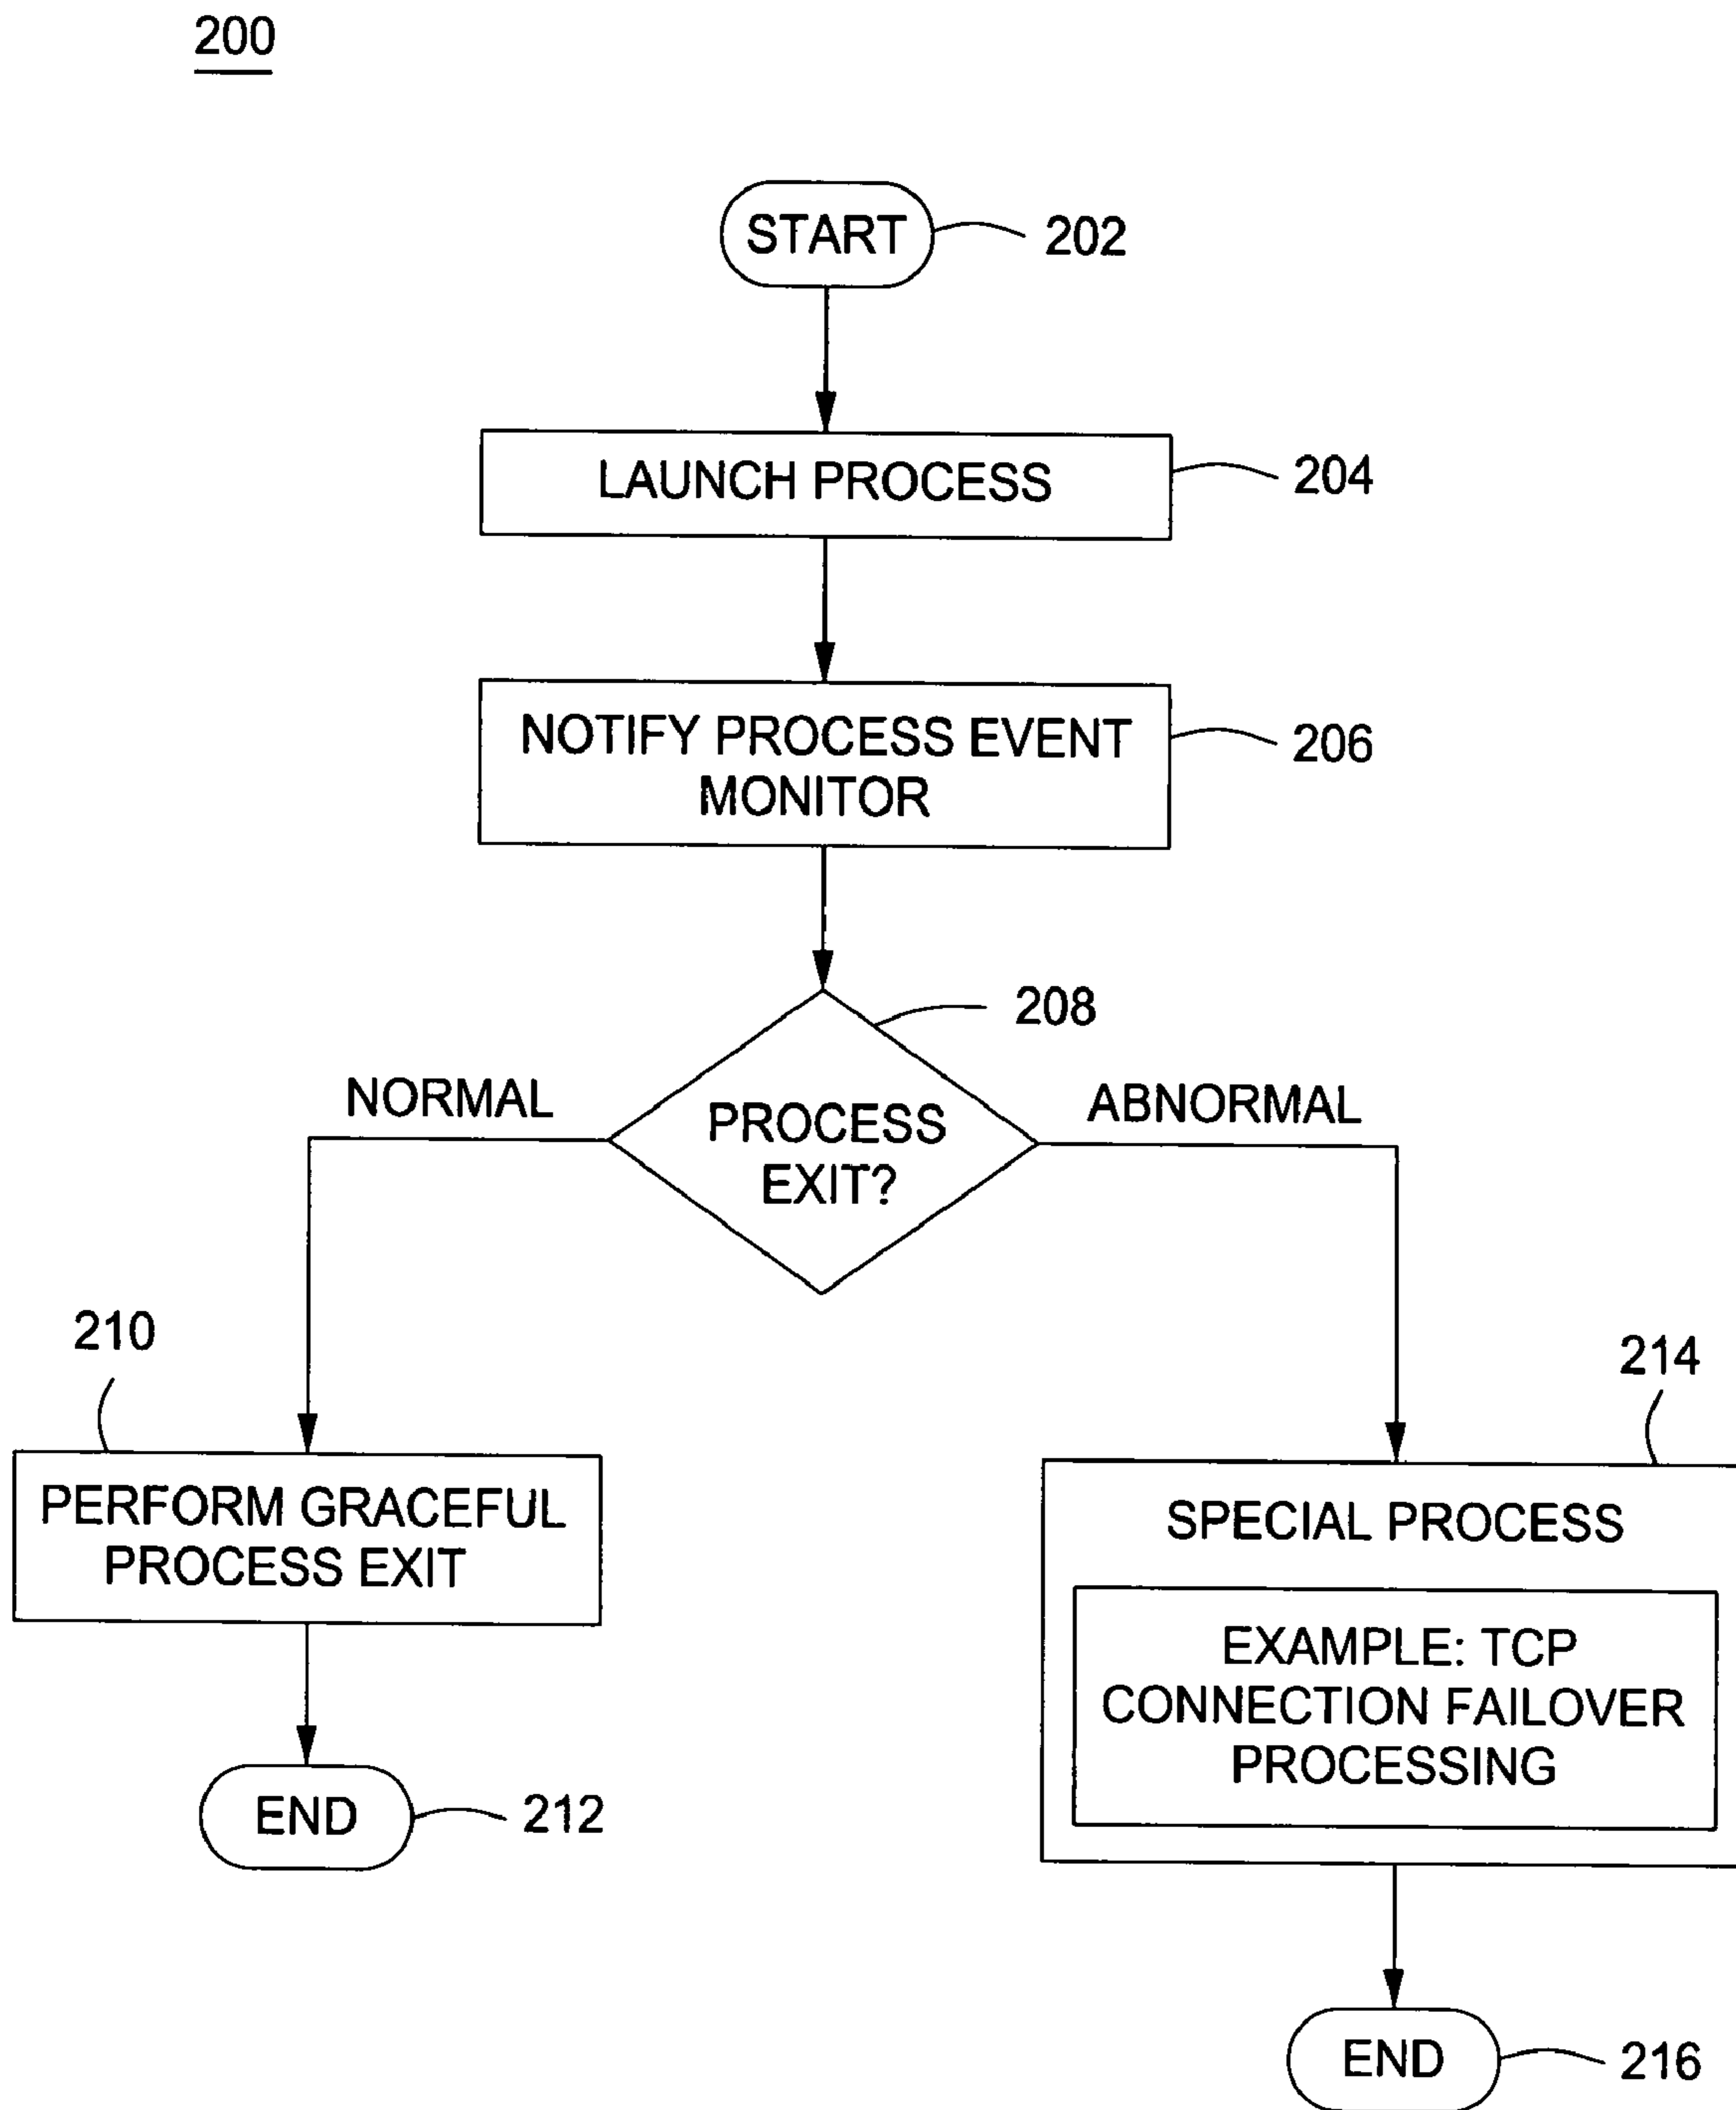 200
START
202
LAUNCH PROCESS
204
NOTIFY PROCESS EVENT
MONITOR
206
208
NORMAL
PROCESS
EXIT?
ABNORMAL
210
PERFORM GRACEFUL
PROCESS EXIT
214
SPECIAL PROCESS
EXAMPLE: TCP
CONNECTION FAILOVER
PROCESSING
END
212
END
216